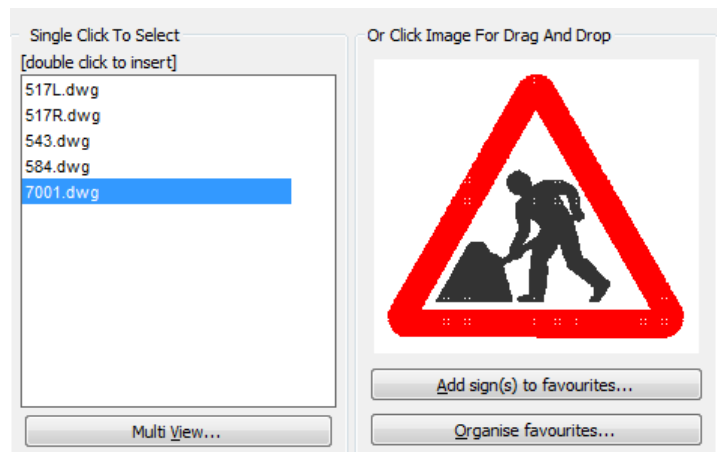 Single Click To Select
[double click to insert]
517L.dwg
517R.dwg
543.dwg
584.dwg
7001.dwg
Multi View...
Or Click Image For Drag And Drop
Add sign(s) to favourites...
Organise favourites...